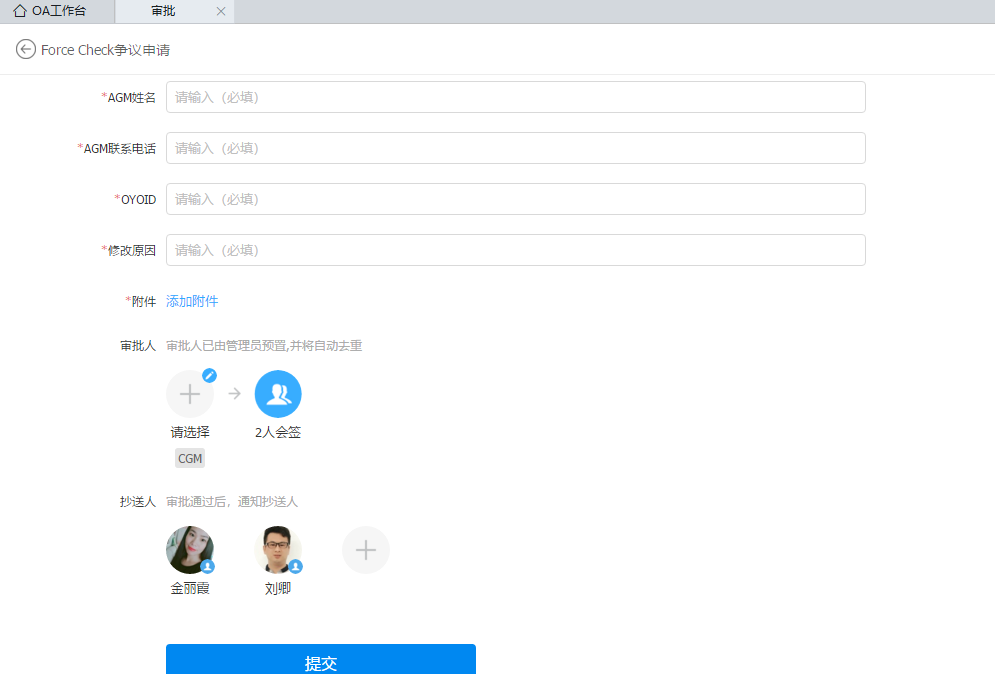 OA工作台 审批
Force Check争议申请
*AGM姓名 请输入（必填）
*AGM联系电话 请输入（必填）
*OYOID 请输入（必填）
*修改原因 请输入（必填）
*附件 添加附件
审批人 审批人已由管理员预置,并将自动去重
请选择 2人会签
CGM
抄送人 审批通过后，通知抄送人
金丽霞 刘卿
提交